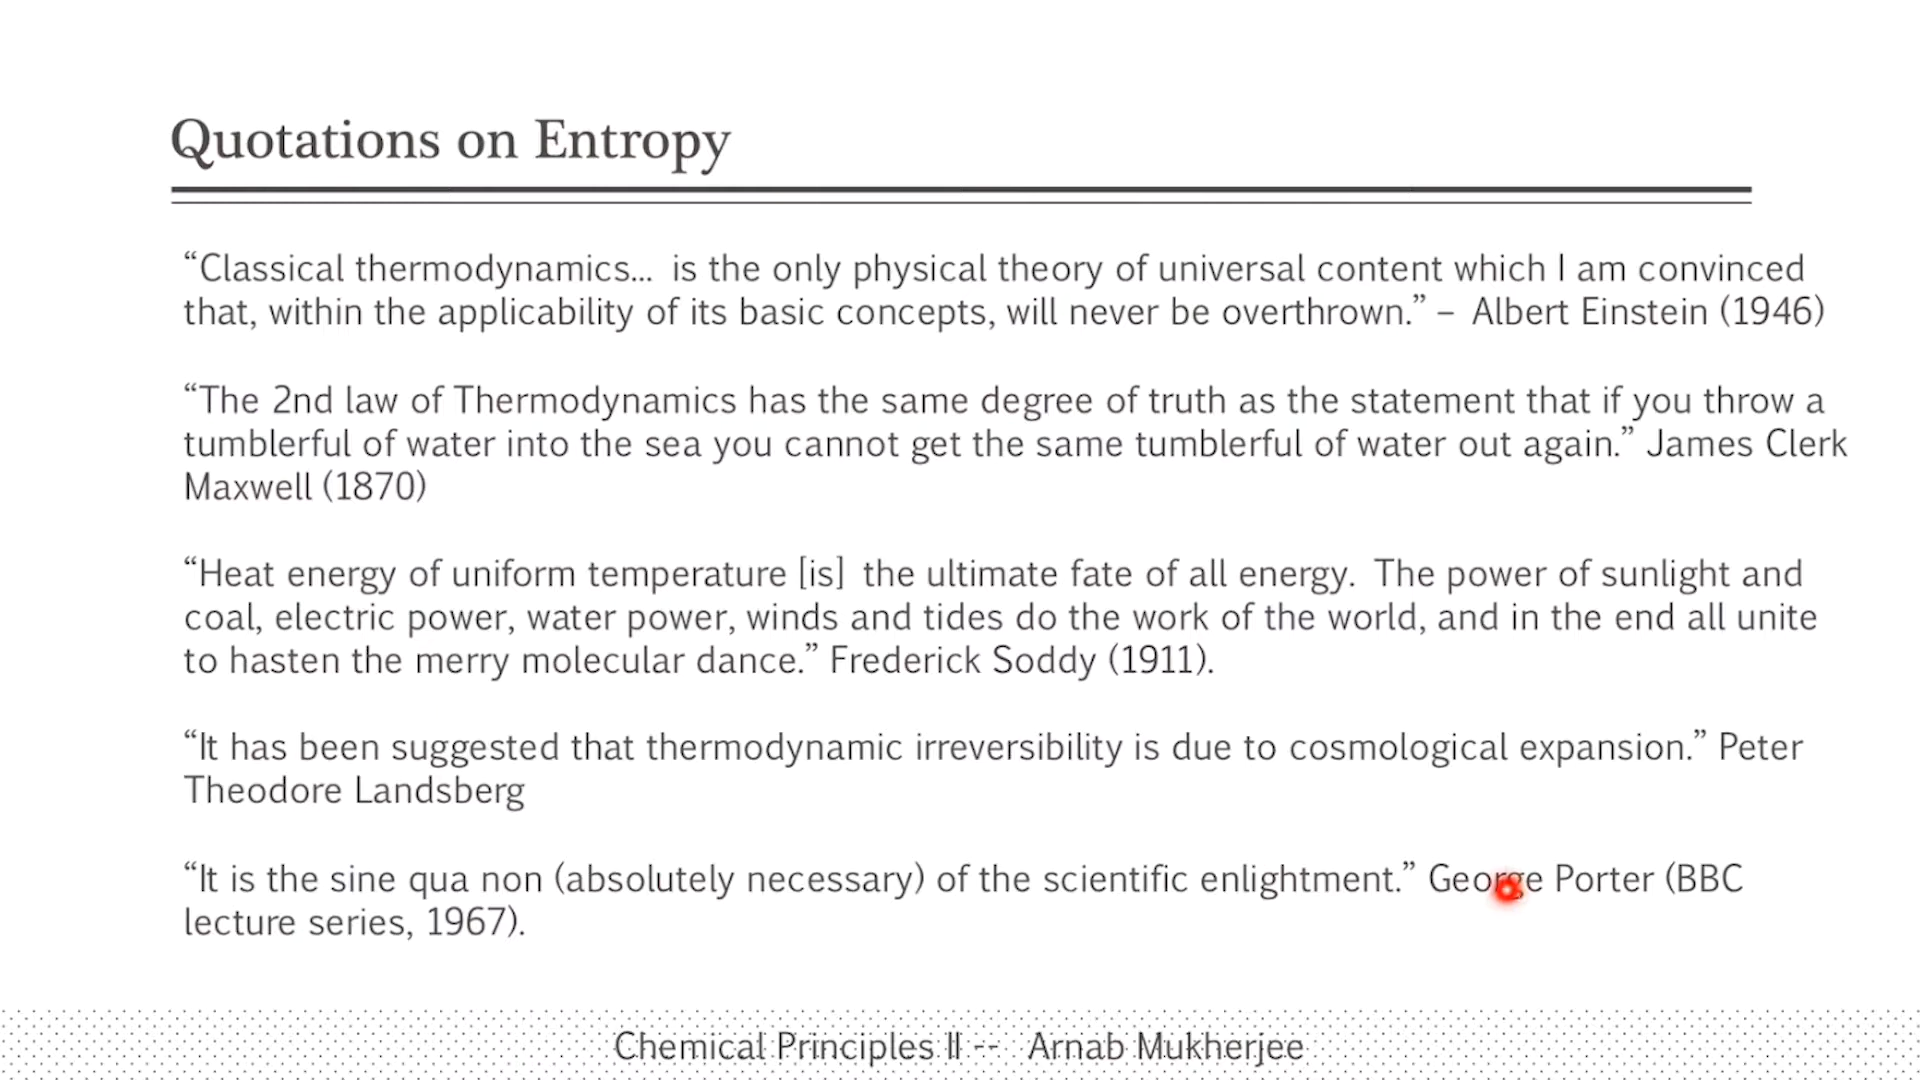 Quotations on Entropy
“Classical thermodynamics... is the only physical theory of universal content which I am convinced
that, within the applicability of its basic concepts, will never be overthrown.” – Albert Einstein (1946)
“The 2nd law of Thermodynamics has the same degree of truth as the statement that if you throw a
tumblerful of water into the sea you cannot get the same tumblerful of water out again.” James Clerk
Maxwell (1870)
“Heat energy of uniform temperature [is] the ultimate fate of all energy. The power of sunlight and
coal, electric power, water power, winds and tides do the work of the world, and in the end all unite
to hasten the merry molecular dance.” Frederick Soddy (1911).
“It has been suggested that thermodynamic irreversibility is due to cosmological expansion.” Peter
Theodore Landsberg
“It is the sine qua non (absolutely necessary) of the scientific enlightment.” George Porter (BBC
lecture series, 1967).
Chemical Principles II -- Arnab Mukherjee